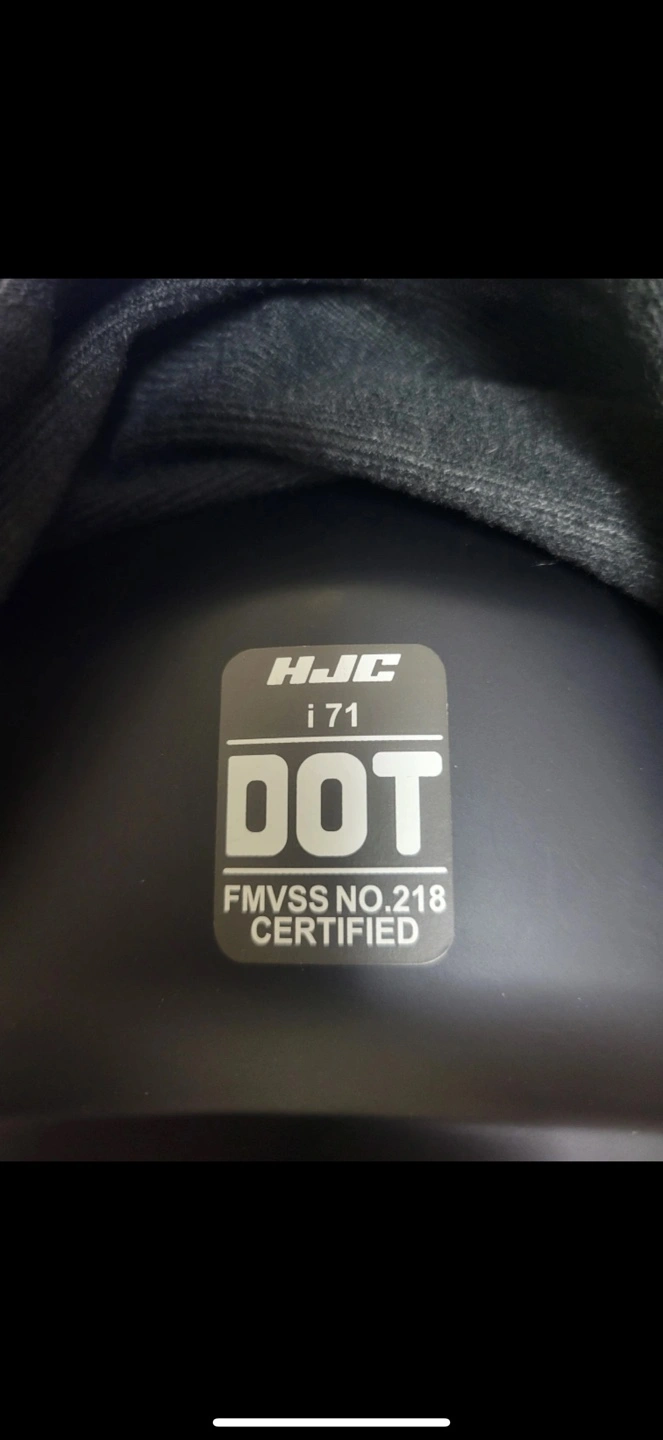 HJC
i 71
DOT
FMVSS NO.218
CERTIFIED